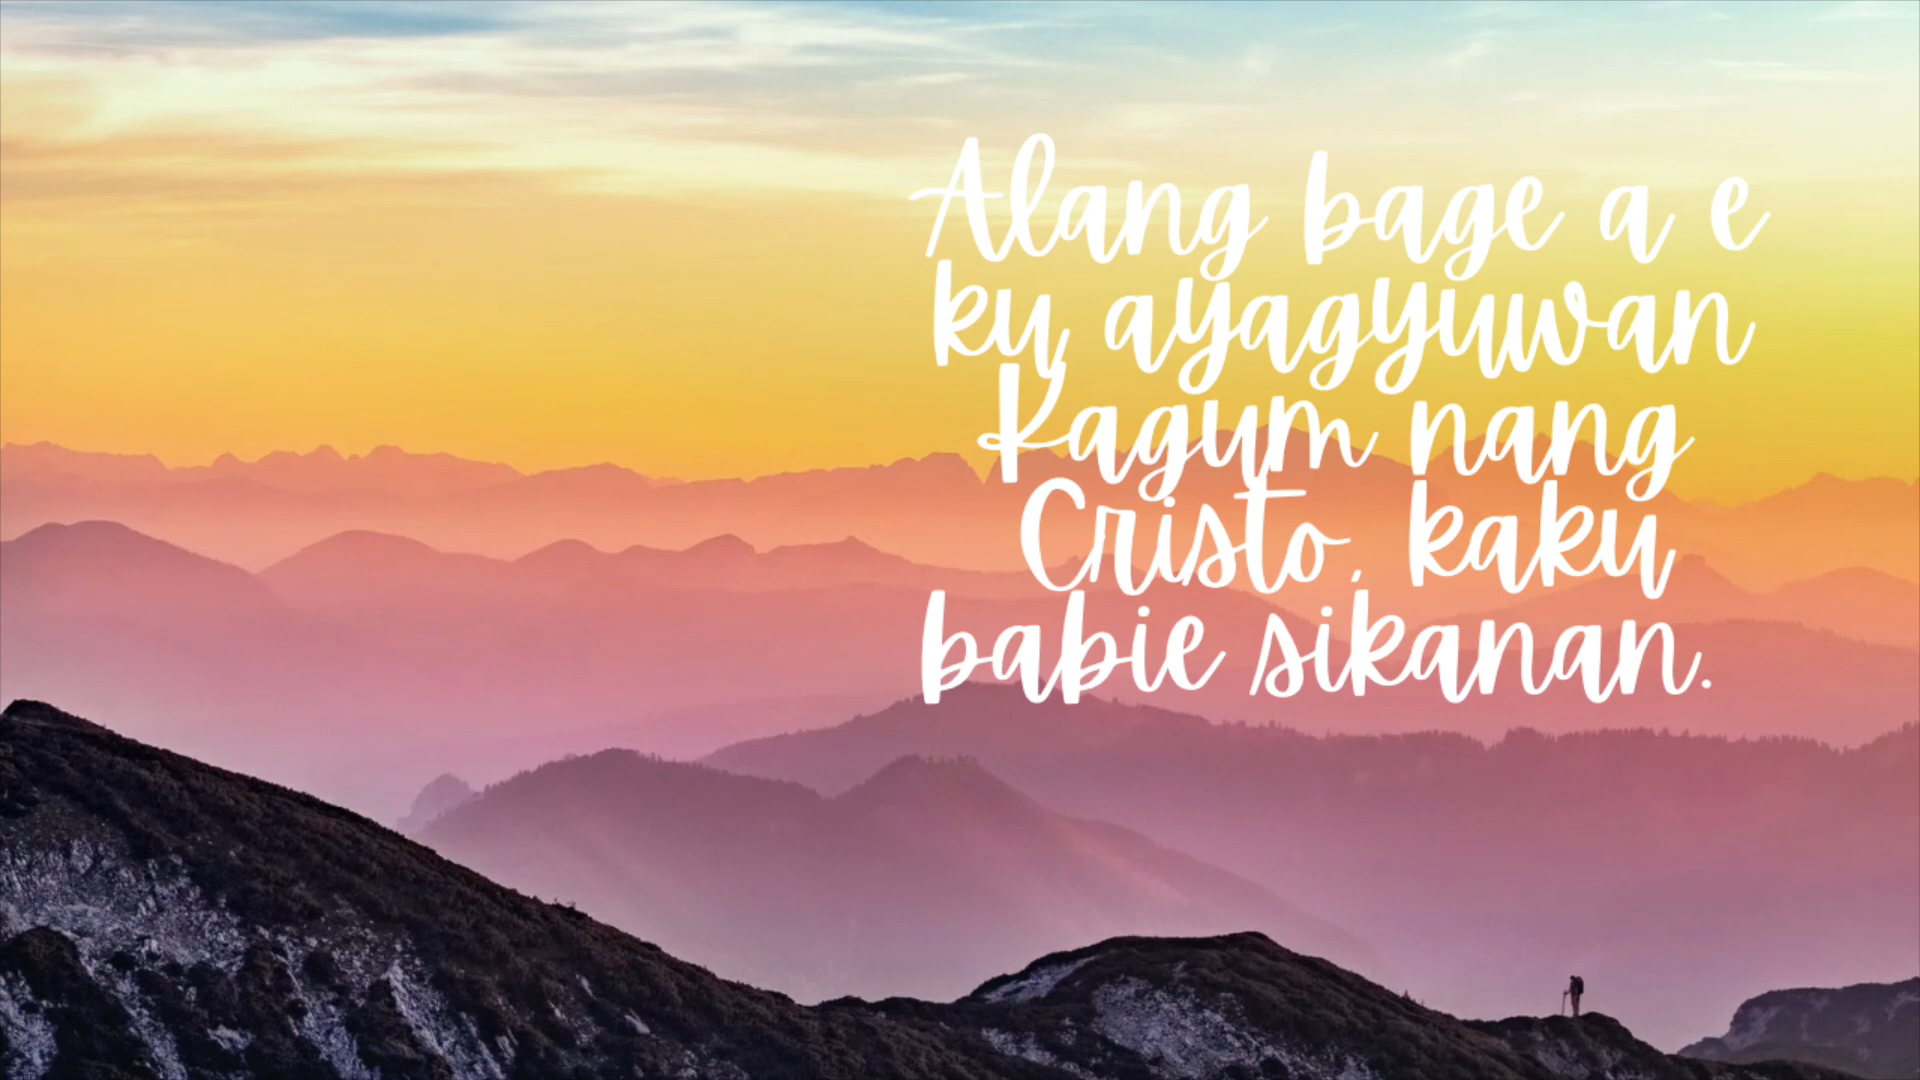 Alang bage a e
ku ayagyuwan
Kagum nang
Cristo, kaku
babie sikanan.